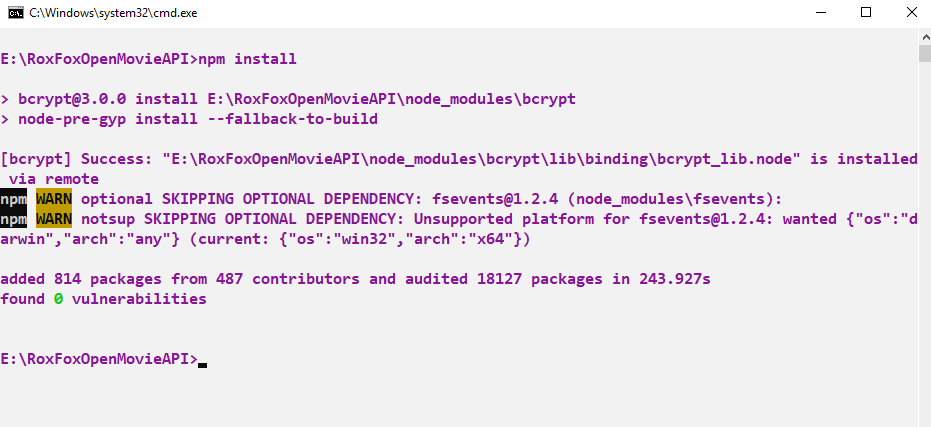 C:\Windows\system32\cmd.exe
E:\RoxFoxOpenMovieAPI>npm install
> bcrypt@3.0.0 install E:\RoxFoxOpenMovieAPI\node_modules\bcrypt
> node-pre-gyp install --fallback-to-build
[bcrypt] Success: "E:\RoxFoxOpenMovieAPI\node_modules\bcrypt\lib\binding\bcrypt_lib.node" is installed
via remote
npm WARN optional SKIPPING OPTIONAL DEPENDENCY: fsevents@1.2.4 (node_modules\fsevents):
npm WARN notsup SKIPPING OPTIONAL DEPENDENCY: Unsupported platform for fsevents@1.2.4: wanted {"os":"d
arwin","arch":"any"} (current: {"os":"win32","arch":"x64"})
added 814 packages from 487 contributors and audited 18127 packages in 243.927s
found 0 vulnerabilities
E:\RoxFoxOpenMovieAPI>